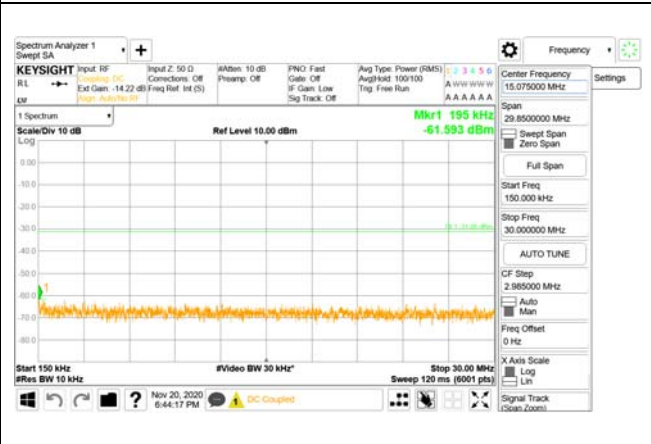 Spectrum Analyzer 1
Swept SA
+
Frequency
KEYSIGHT
Input: RF
Coupling: DC
Ext Gain: -14.22 dB
Align: Auto/No RF
Input Z: 50 Ω
Corrections: Off
Freq Ref: Int (S)
#Atten: 10 dB
Preamp: Off
PNO: Fast
Gate: Off
IF Gain: Low
Sig Track: Off
Avg Type: Power (RMS)
Avg|Hold: 100/100
Trig: Free Run
1 2 3 4 5 6
A W W W W W
A A A A A A
RL
1 Spectrum
Mkr1 195 kHz
-61.593 dBm
Scale/Div 10 dB
Ref Level 10.00 dBm
Log
0.00
-10.0
-20.0
-30.0
-40.0
-50.0
-60.0
-70.0
-80.0
1
Start 150 kHz
#Video BW 30 kHz*
Stop 30.00 MHz
#Res BW 10 kHz
Sweep 120 ms (6001 pts)
Center Frequency
15.075000 MHz
Settings
Span
29.8500000 MHz
Swept Span
Zero Span
Full Span
Start Freq
150.000 kHz
Stop Freq
30.000000 MHz
AUTO TUNE
CF Step
2.985000 MHz
Auto
Man
Freq Offset
0 Hz
X Axis Scale
Log
Lin
Signal Track
(Span Zoom)
?
Nov 20, 2020
6:44:17 PM
1
DC Coupled